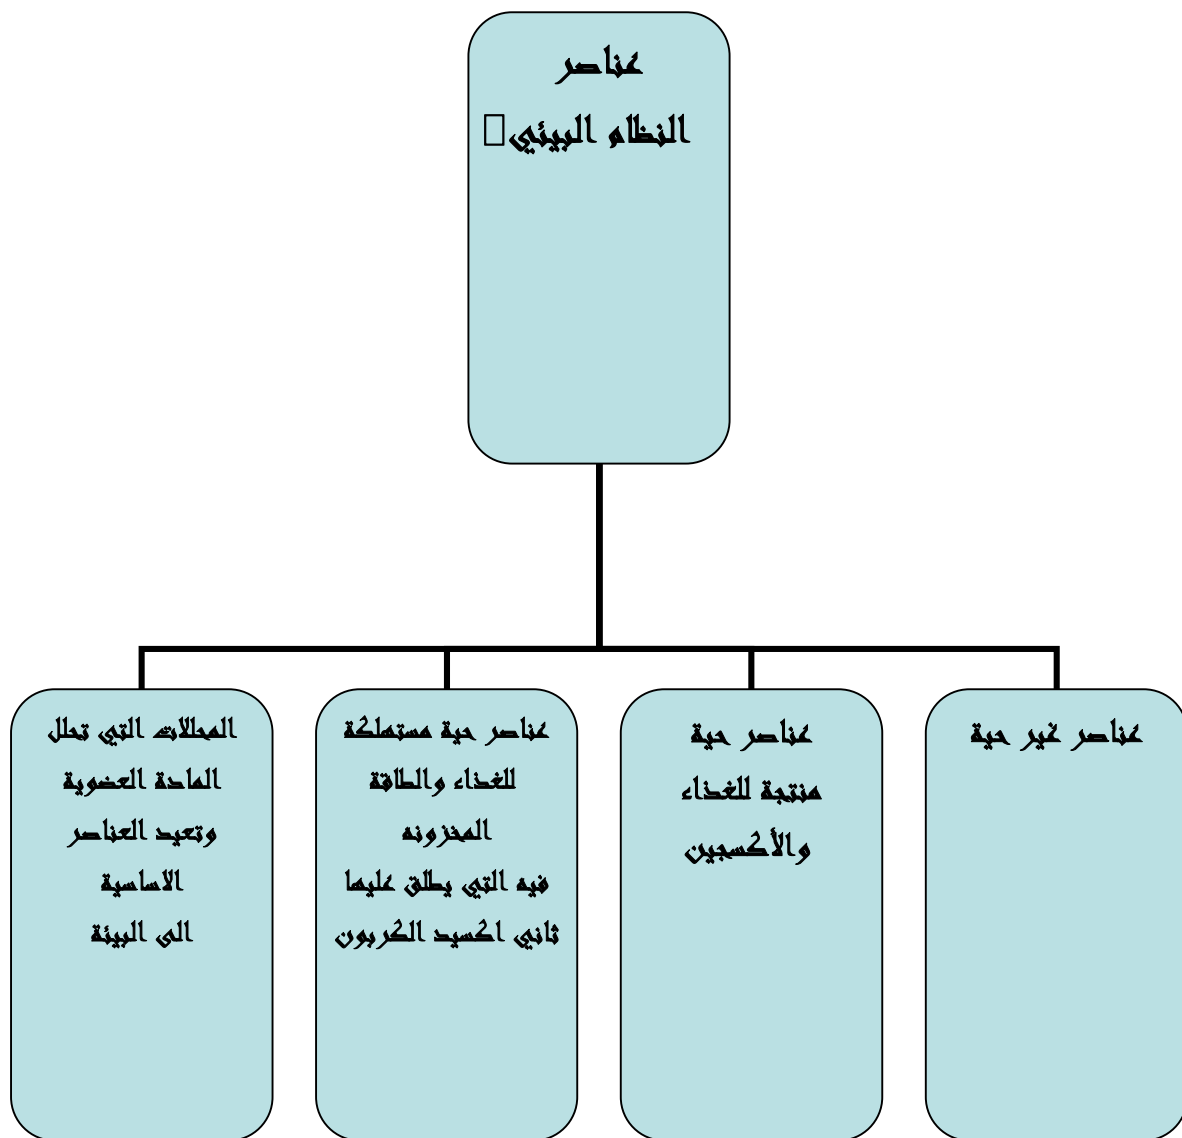 عناصر
النظام البيئي
عناصر غير حية
عناصر حية
منتجة للغذاء
والأكسجين
عناصر حية مستهلكة
للغذاء والطاقة
المخزونه
فيه التي يطلق عليها
ثاني اكسيد الكربون
المحللات التي تحلل
المادة العضوية
وتعيد العناصر
الاساسية
الى البيئة